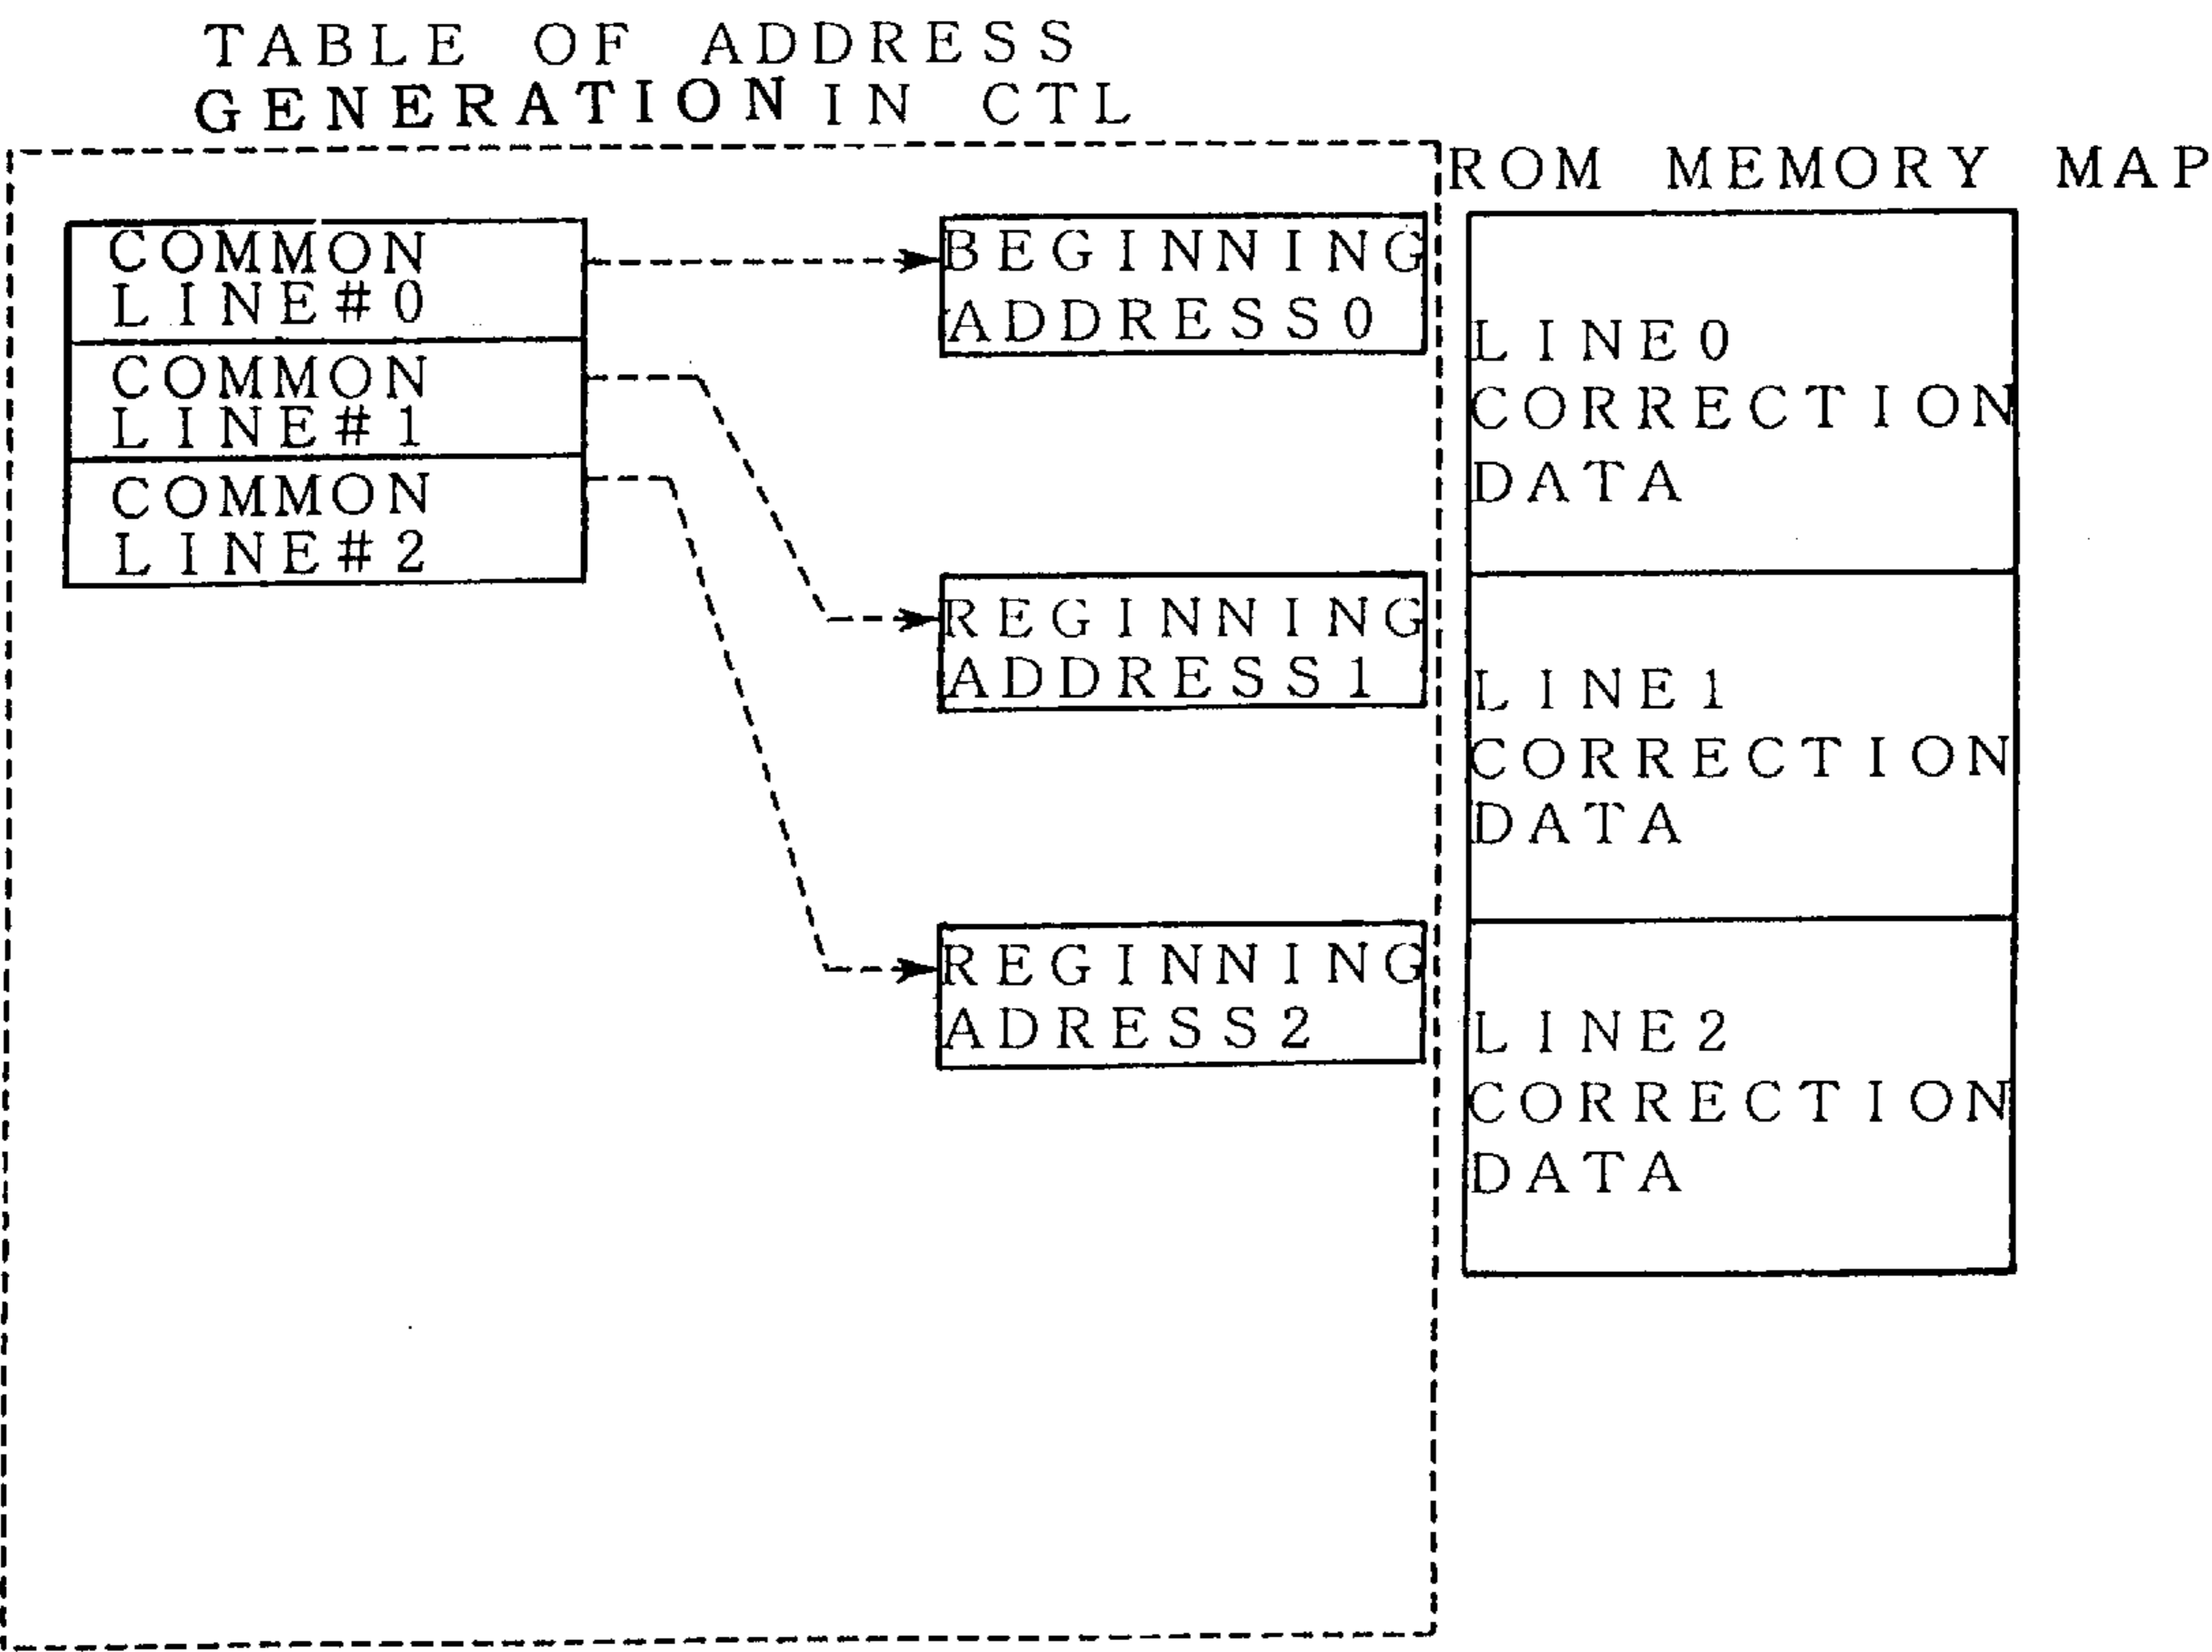 TABLE OF ADDRESS
GENERATION IN CTL
COMMON
LINE#0
COMMON
LINE#1
COMMON
LINE#2
BEGINNING
ADDRESS0
REGINNING
ADDRESS1
REGINNING
ADRESS2
ROM MEMORY MAP
LINE0
CORRECTION
DATA
LINE1
CORRECTION
DATA
LINE2
CORRECTION
DATA